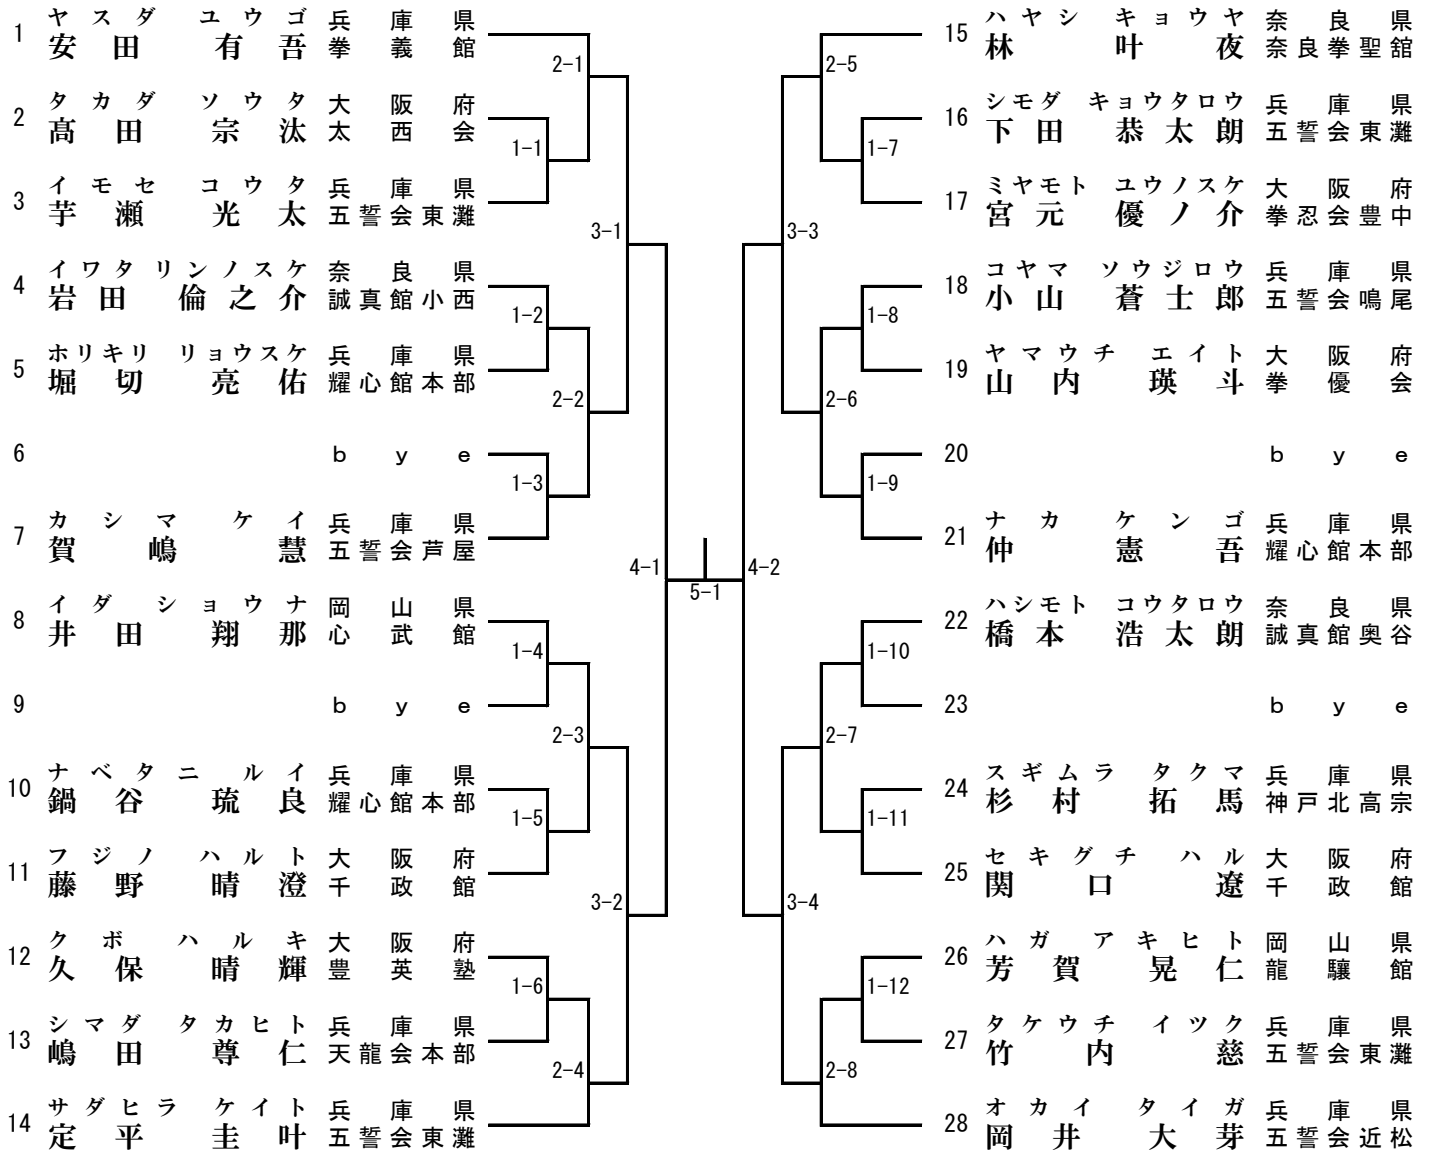 1 ヤスダ ユウゴ 兵庫県
安田 有吾 拳義館
2 タカダ ソウタ 大阪府
髙田 宗汰 太西会
3 イモセ コウタ 兵庫県
芋瀬 光太 五誓会東灘
4 イワタ リンノスケ 奈良県
岩田 倫之介 誠真館小西
5 ホリキリ リョウスケ 兵庫県
堀切 亮佑 耀心館本部
6 ｂｙｅ
7 カシマ ケイ 兵庫県
賀嶋 慧 五誓会芦屋
8 イダ ショウナ 岡山県
井田 翔那 心武館
9 ｂｙｅ
10 ナベタニ ルイ 兵庫県
鍋谷 琉良 耀心館本部
11 フジノ ハルト 大阪府
藤野 晴澄 千政館
12 クボ ハルキ 大阪府
久保 晴輝 豊英塾
13 シマダ タカヒト 兵庫県
嶋田 尊仁 天龍会本部
14 サダヒラ ケイト 兵庫県
定平 圭叶 五誓会東灘
2-1
1-1
3-1
1-2
2-2
1-3
4-1
1-4
2-3
1-5
3-2
1-6
2-4
5-1
2-5
1-7
3-3
1-8
2-6
1-9
4-2
1-10
2-7
1-11
3-4
1-12
2-8
15 ハヤシ キョウヤ 奈良県
林 叶夜 奈良拳聖舘
16 シモダ キョウタロウ 兵庫県
下田 恭太朗 五誓会東灘
17 ミヤモト ユウノスケ 大阪府
宮元 優ノ介 拳忍会豊中
18 コヤマ ソウジロウ 兵庫県
小山 蒼士郎 五誓会鳴尾
19 ヤマウチ エイト 大阪府
山内 瑛斗 拳優会
20 ｂｙｅ
21 ナカ ケンゴ 兵庫県
仲 憲吾 耀心館本部
22 ハシモト コウタロウ 奈良県
橋本 浩太朗 誠真館奥谷
23 ｂｙｅ
24 スギムラ タクマ 兵庫県
杉村 拓馬 神戸北高宗
25 セキグチ ハル 大阪府
関口 遼 千政館
26 ハガ アキヒト 岡山県
芳賀 晃仁 龍驤館
27 タケウチ イツク 兵庫県
竹内 慈 五誓会東灘
28 オカイ タイガ 兵庫県
岡井 大芽 五誓会近松